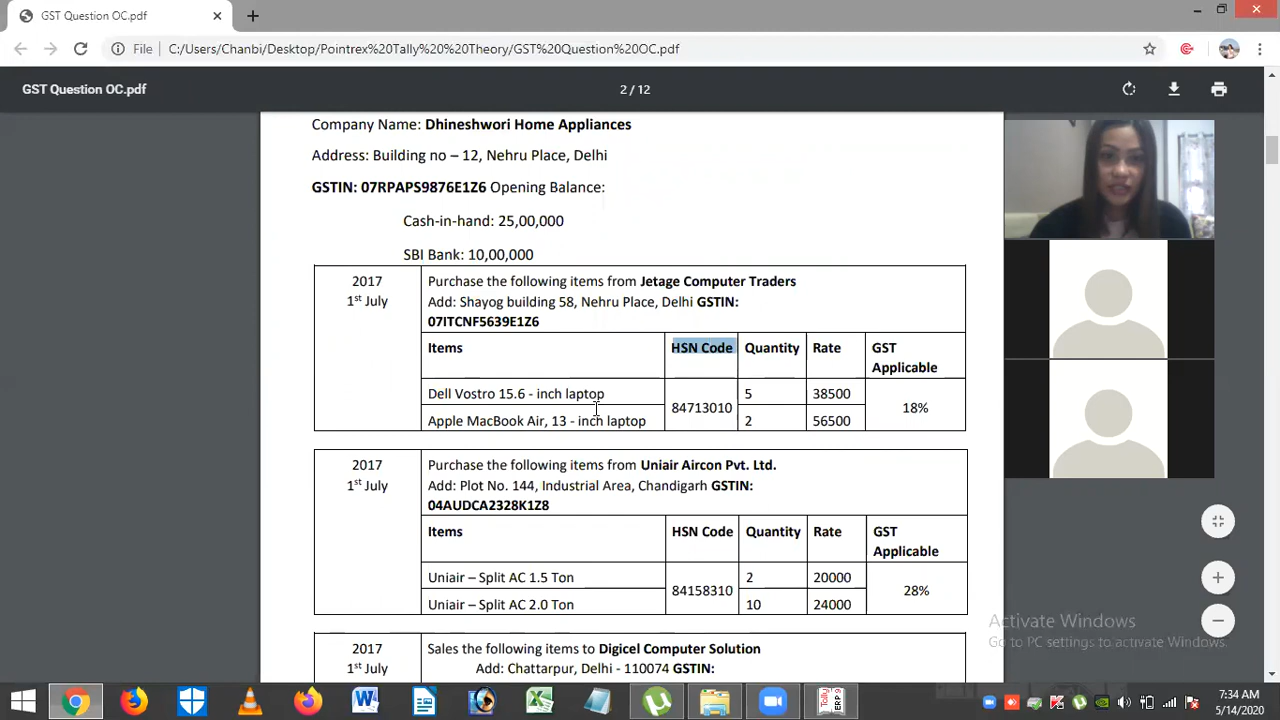 GST Question OC.pdf
File C:/Users/Chanbi/Desktop/Pointrex%20Tally%20%20Theory/GST%20Question%20OC.pdf
GST Question OC.pdf
2 / 12
Company Name: Dhineshwori Home Appliances
Address: Building no – 12, Nehru Place, Delhi
GSTIN: 07RPAPS9876E1Z6 Opening Balance:
Cash-in-hand: 25,00,000
SBI Bank: 10,00,000
2017
1st July
Purchase the following items from Jetage Computer Traders
Add: Shayog building 58, Nehru Place, Delhi GSTIN:
07ITCNF5639E1Z6
Items HSN Code Quantity Rate GST
Applicable
Dell Vostro 15.6 - inch laptop 5 38500
84713010 18%
Apple MacBook Air, 13 - inch laptop 2 56500
2017
1st July
Purchase the following items from Uniair Aircon Pvt. Ltd.
Add: Plot No. 144, Industrial Area, Chandigarh GSTIN:
04AUDCA2328K1Z8
Items HSN Code Quantity Rate GST
Applicable
Uniair – Split AC 1.5 Ton 2 20000
84158310 28%
Uniair – Split AC 2.0 Ton 10 24000
2017
1st July
Sales the following items to Digicel Computer Solution
Add: Chattarpur, Delhi - 110074 GSTIN:
Activate Windows
Go to PC settings to activate Windows.
Tally
ERP 9
7:34 AM
5/14/2020